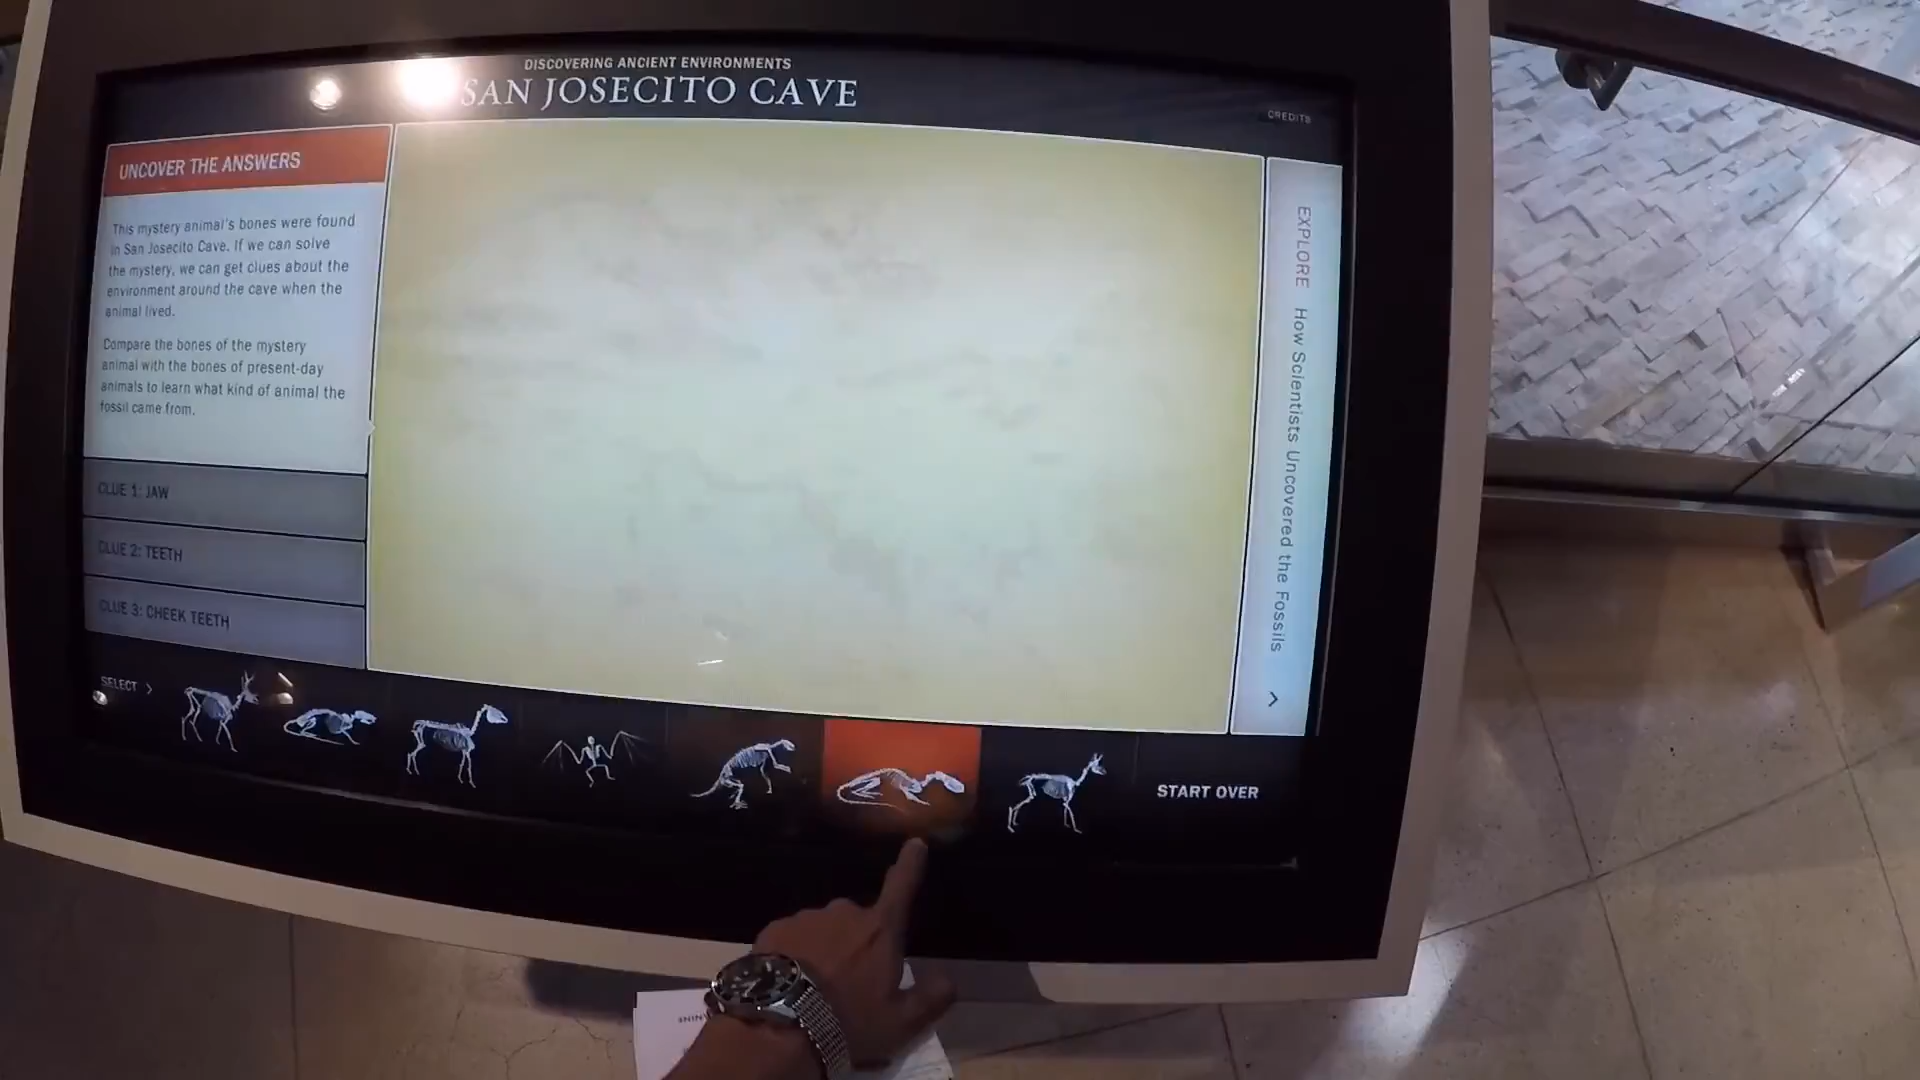 DISCOVERING ANCIENT ENVIRONMENTS
SAN JOSECITO CAVE
CREDITS
UNCOVER THE ANSWERS
This mystery animal's bones were found
in San Josecito Cave. If we can solve
the mystery, we can get clues about the
environment around the cave when the
animal lived.
Compare the bones of the mystery
animal with the bones of present-day
animals to learn what kind of animal the
fossil came from.
CLUE 1: JAW
CLUE 2: TEETH
CLUE 3: CHEEK TEETH
EXPLORE How Scientists Uncovered the Fossils
SELECT >
START OVER